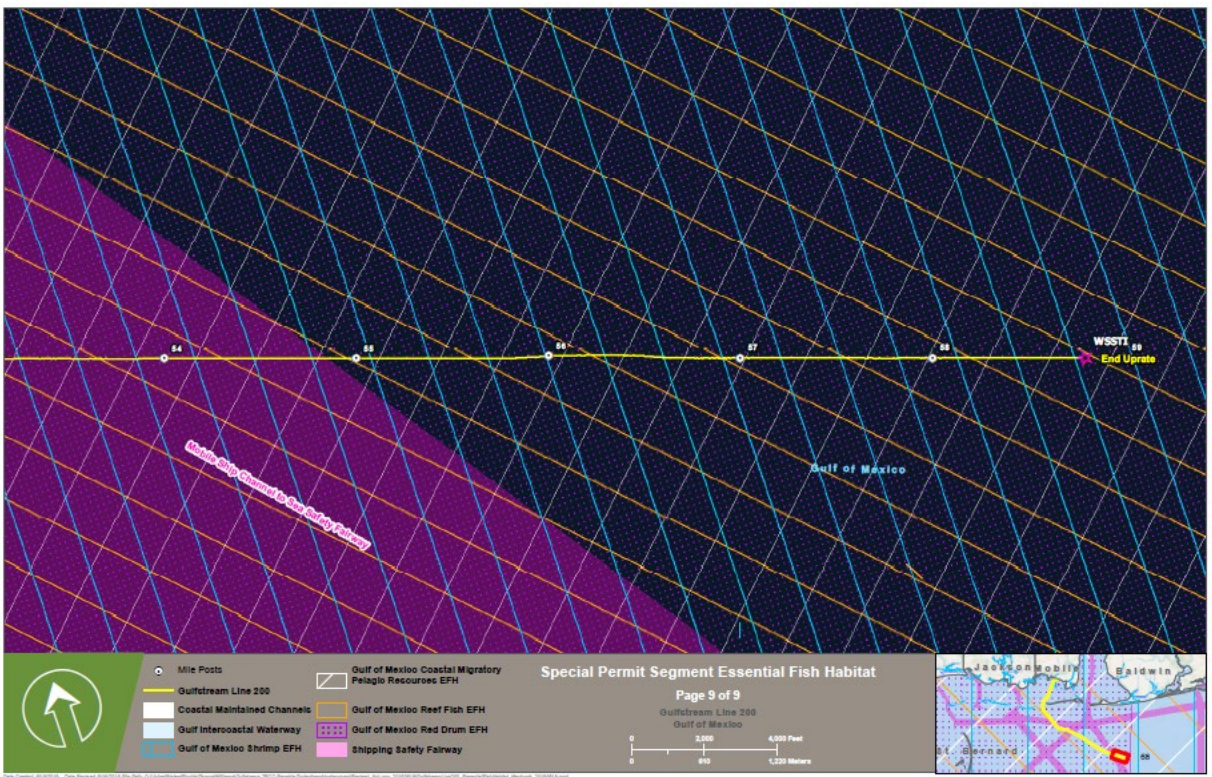 54
55
56
57
58
WSSTI
59
End Uprate
Gulf of Mexico
Mobile Ship Channel to Sea Safety Fairway
Mile Posts
Gulfstream Line 200
Coastal Maintained Channels
Gulf Intercoastal Waterway
Gulf of Mexico Shrimp EFH
Gulf of Mexico Coastal Migratory
Pelagic Resources EFH
Gulf of Mexico Reef Fish EFH
Gulf of Mexico Red Drum EFH
Shipping Safety Fairway
Special Permit Segment Essential Fish Habitat
Page 9 of 9
Gulfstream Line 200
Gulf of Mexico
0 2,000 4,000 Feet
0 610 1,220 Meters
Jackson
Mobile
Baldwin
St. Bernard